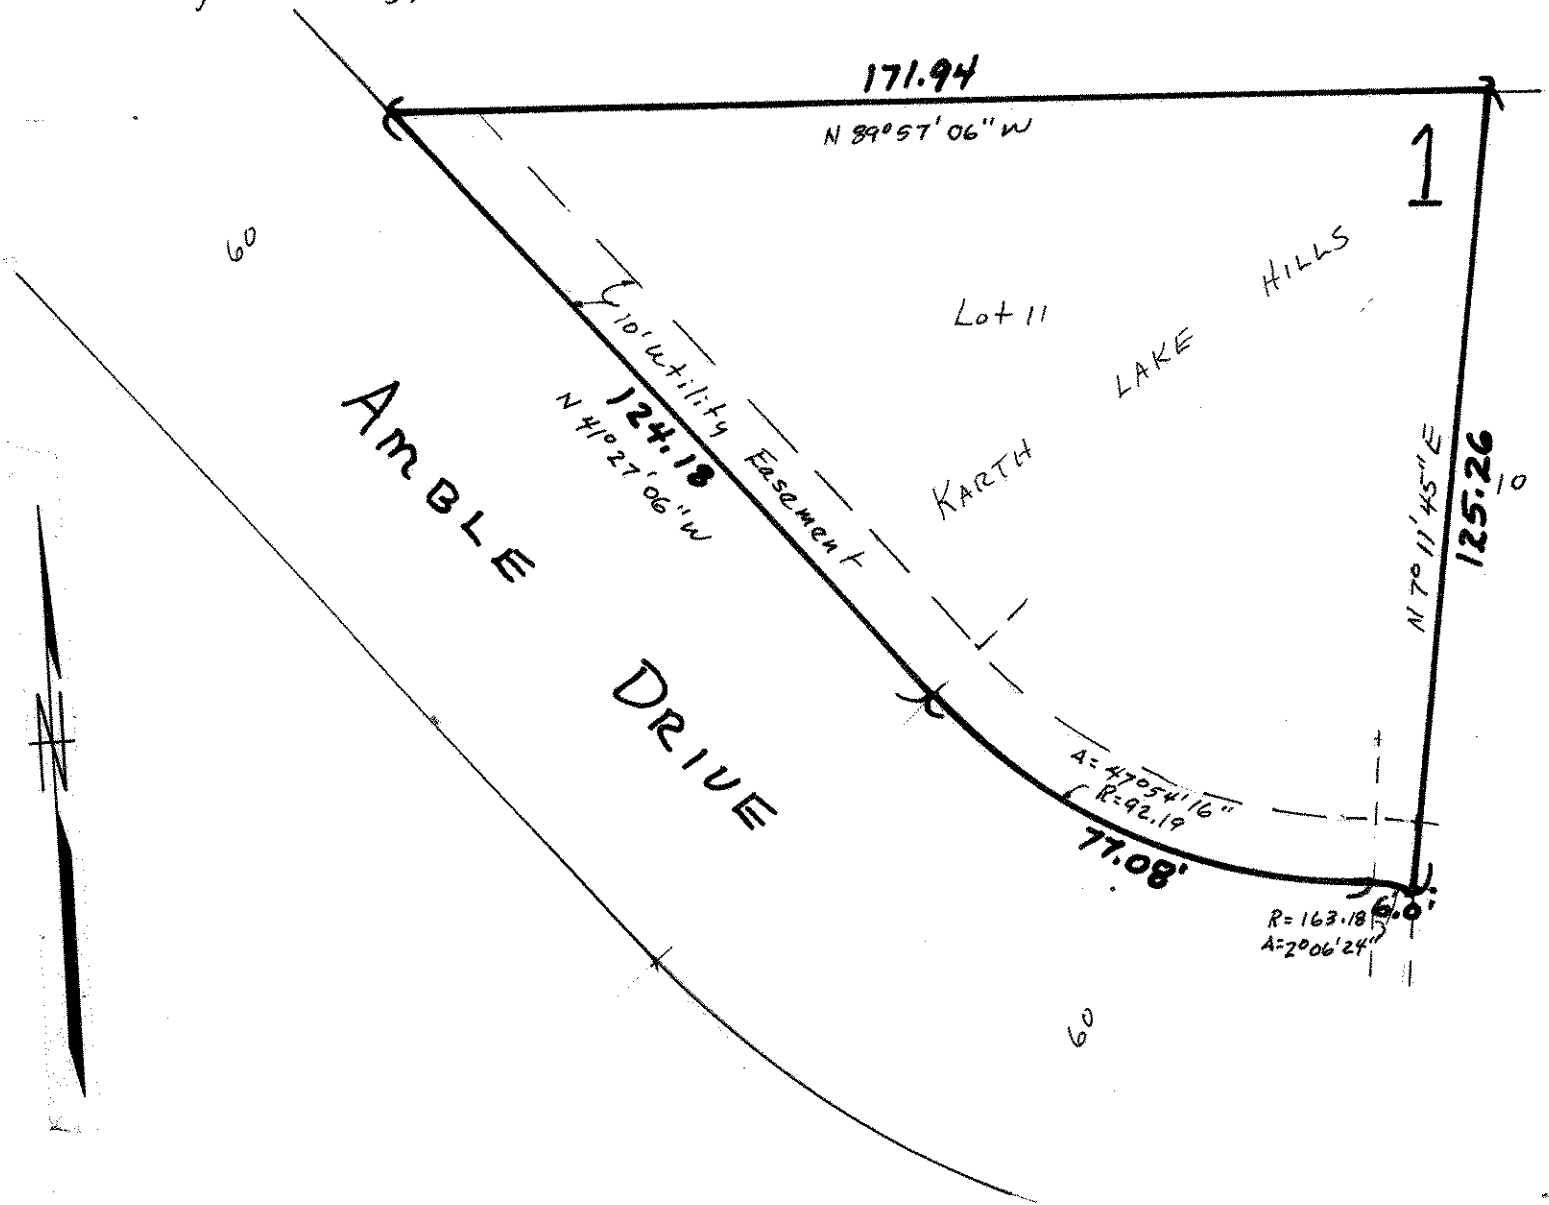 171.94
N 89°57'06" W
1
60
HILLS
Lot 11
LAKE
10' Utility Easement
124.18
N 41°27'06" W
KARTH
AMBLE
DRIVE
N 7° 11' 45" E
125.26
10
N
A= 47°54'16"
R=92.19
77.08'
6.0'
R= 163.18
A=2°06'24"
60